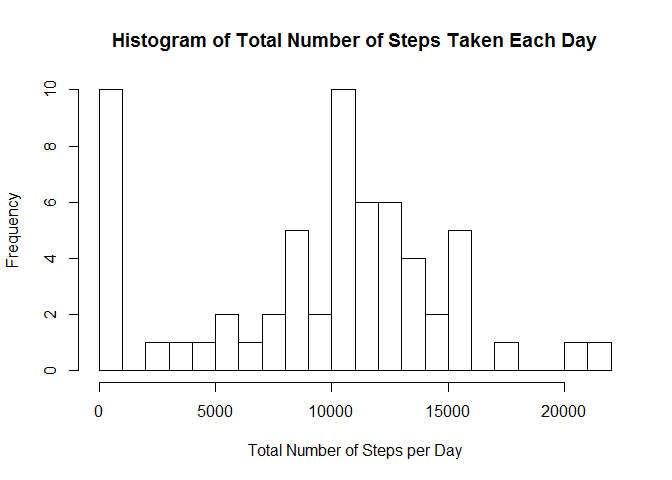 Histogram of Total Number of Steps Taken Each Day
10
8
6
4
2
0
Frequency
0 5000 10000 15000 20000
Total Number of Steps per Day